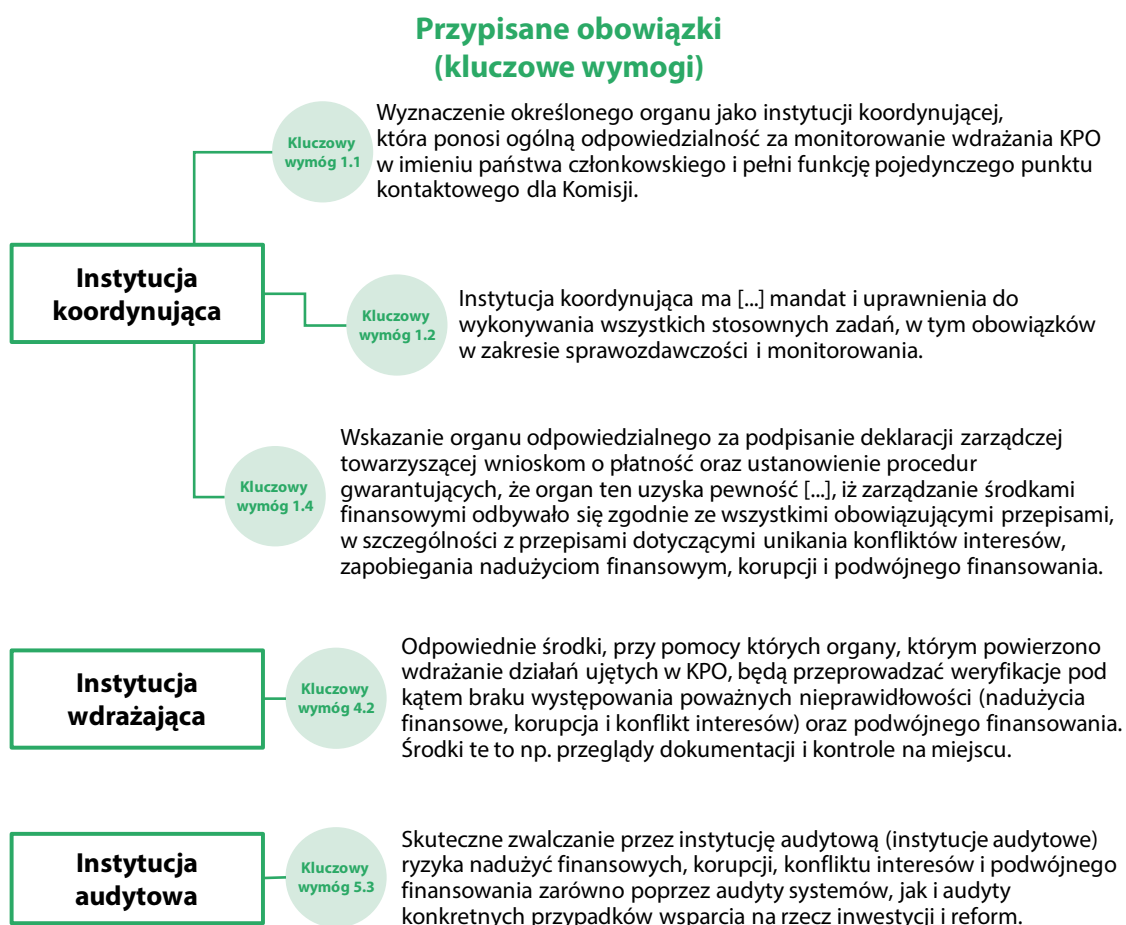 Przypisane obowiązki
(kluczowe wymogi)
Kluczowy
wymóg 1.1
Wyznaczenie określonego organu jako instytucji koordynującej,
która ponosi ogólną odpowiedzialność za monitorowanie wdrażania KPO
w imieniu państwa członkowskiego i pełni funkcję pojedynczego punktu
kontaktowego dla Komisji.
Instytucja
koordynująca
Kluczowy
wymóg 1.2
Instytucja koordynująca ma [...] mandat i uprawnienia do
wykonywania wszystkich stosownych zadań, w tym obowiązków
w zakresie sprawozdawczości i monitorowania.
Kluczowy
wymóg 1.4
Wskazanie organu odpowiedzialnego za podpisanie deklaracji zarządczej
towarzyszącej wnioskom o płatność oraz ustanowienie procedur
gwarantujących, że organ ten uzyska pewność [...], iż zarządzanie środkami
finansowymi odbywało się zgodnie ze wszystkimi obowiązującymi przepisami,
w szczególności z przepisami dotyczącymi unikania konfliktów interesów,
zapobiegania nadużyciom finansowym, korupcji i podwójnego finansowania.
Instytucja
wdrażająca
Kluczowy
wymóg 4.2
Odpowiednie środki, przy pomocy których organy, którym powierzono
wdrażanie działań ujętych w KPO, będą przeprowadzać weryfikacje pod
kątem braku występowania poważnych nieprawidłowości (nadużycia
finansowe, korupcja i konflikt interesów) oraz podwójnego finansowania.
Środki te to np. przeglądy dokumentacji i kontrole na miejscu.
Instytucja
audytowa
Kluczowy
wymóg 5.3
Skuteczne zwalczanie przez instytucję audytową (instytucje audytowe)
ryzyka nadużyć finansowych, korupcji, konfliktu interesów i podwójnego
finansowania zarówno poprzez audyty systemów, jak i audyty
konkretnych przypadków wsparcia na rzecz inwestycji i reform.